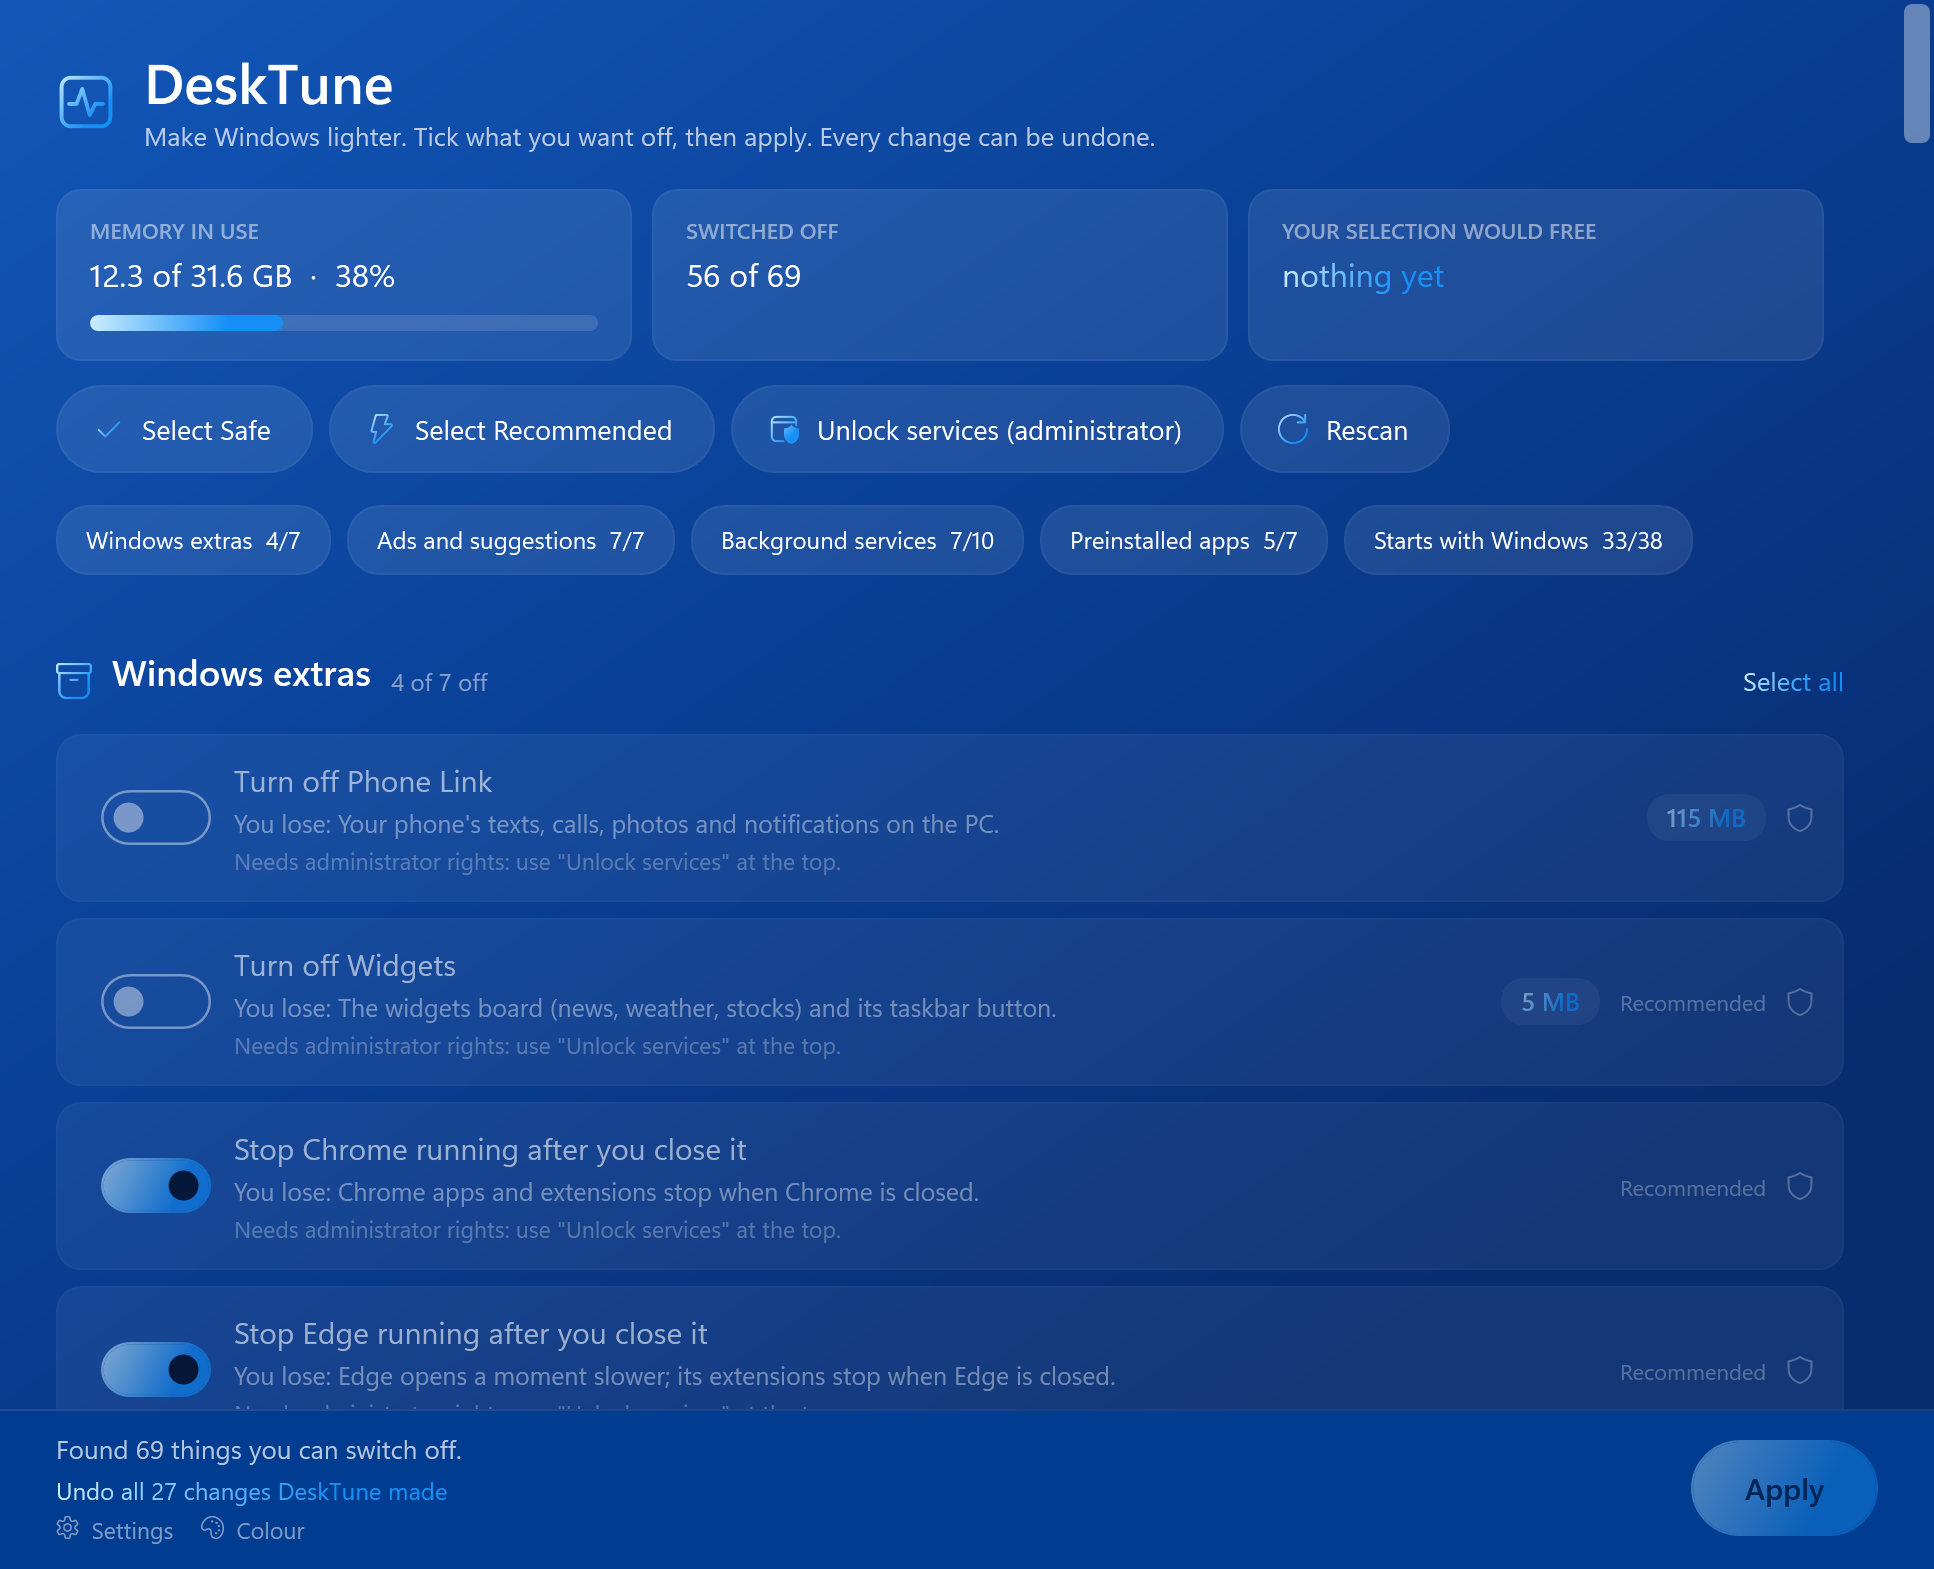 DeskTune
Make Windows lighter. Tick what you want off, then apply. Every change can be undone.
MEMORY IN USE
12.3 of 31.6 GB · 38%
SWITCHED OFF
56 of 69
YOUR SELECTION WOULD FREE
nothing yet
Select Safe
Select Recommended
Unlock services (administrator)
Rescan
Windows extras 4/7
Ads and suggestions 7/7
Background services 7/10
Preinstalled apps 5/7
Starts with Windows 33/38
Windows extras
4 of 7 off
Select all
Turn off Phone Link
You lose: Your phone's texts, calls, photos and notifications on the PC.
Needs administrator rights: use "Unlock services" at the top.
115 MB
Turn off Widgets
You lose: The widgets board (news, weather, stocks) and its taskbar button.
Needs administrator rights: use "Unlock services" at the top.
5 MB
Recommended
Stop Chrome running after you close it
You lose: Chrome apps and extensions stop when Chrome is closed.
Needs administrator rights: use "Unlock services" at the top.
Recommended
Stop Edge running after you close it
You lose: Edge opens a moment slower; its extensions stop when Edge is closed.
Recommended
Found 69 things you can switch off.
Undo all 27 changes DeskTune made
Settings
Colour
Apply